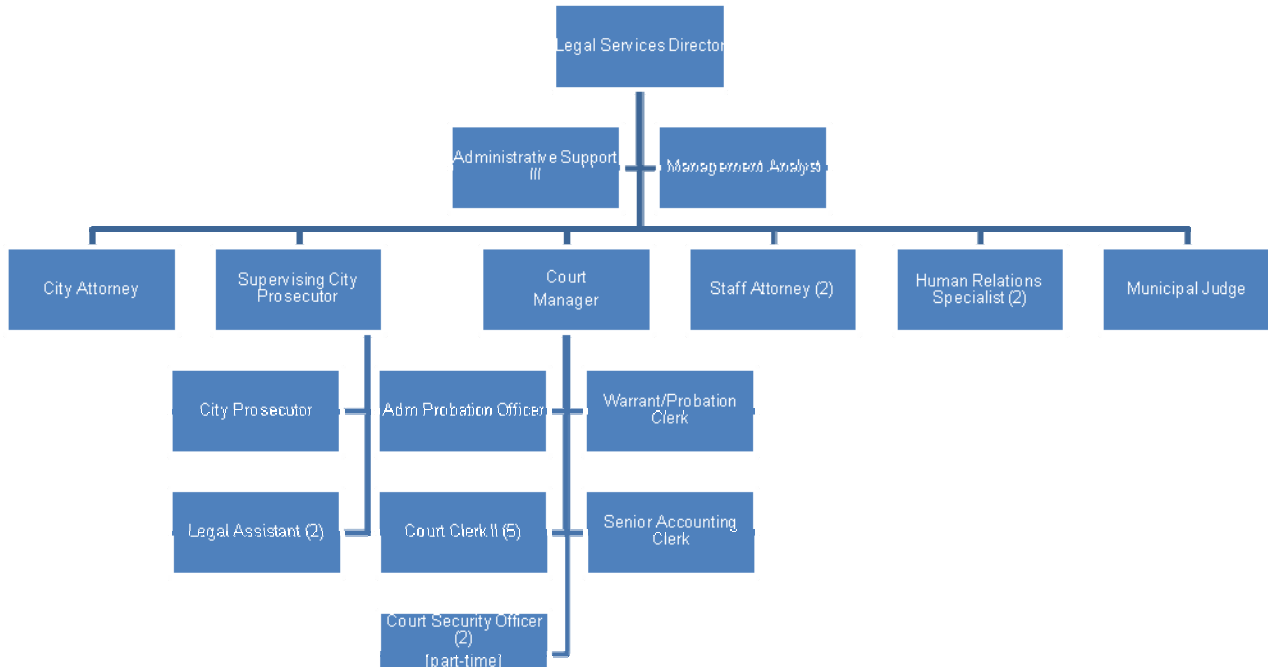 Legal Services Director
Administrative Support
III
Management Analyst
City Attorney
Supervising City
Prosecutor
Court
Manager
Staff Attorney (2)
Human Relations
Specialist (2)
Municipal Judge
City Prosecutor
Adm Probation Officer
Warrant/Probation
Clerk
Legal Assistant (2)
Court Clerk II (5)
Senior Accounting
Clerk
Court Security Officer
(2)
[part-time]